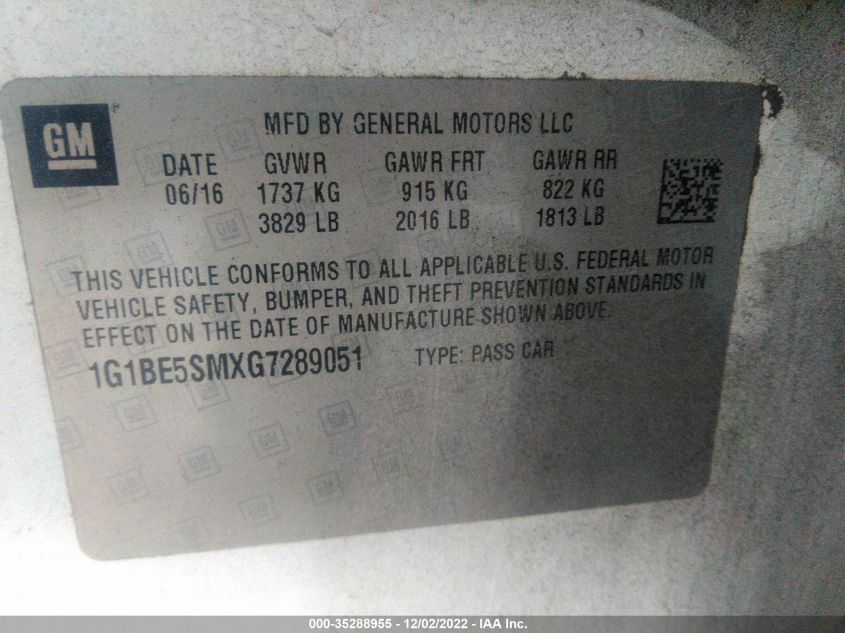 GM
MFD BY GENERAL MOTORS LLC
DATE GVWR GAWR FRT GAWR RR
06/16 1737 KG 915 KG 822 KG
3829 LB 2016 LB 1813 LB
THIS VEHICLE CONFORMS TO ALL APPLICABLE U.S. FEDERAL MOTOR
VEHICLE SAFETY, BUMPER, AND THEFT PREVENTION STANDARDS IN
EFFECT ON THE DATE OF MANUFACTURE SHOWN ABOVE.
1G1BE5SMXG7289051 TYPE: PASS CAR
000-35288955 - 12/02/2022 - IAA Inc.